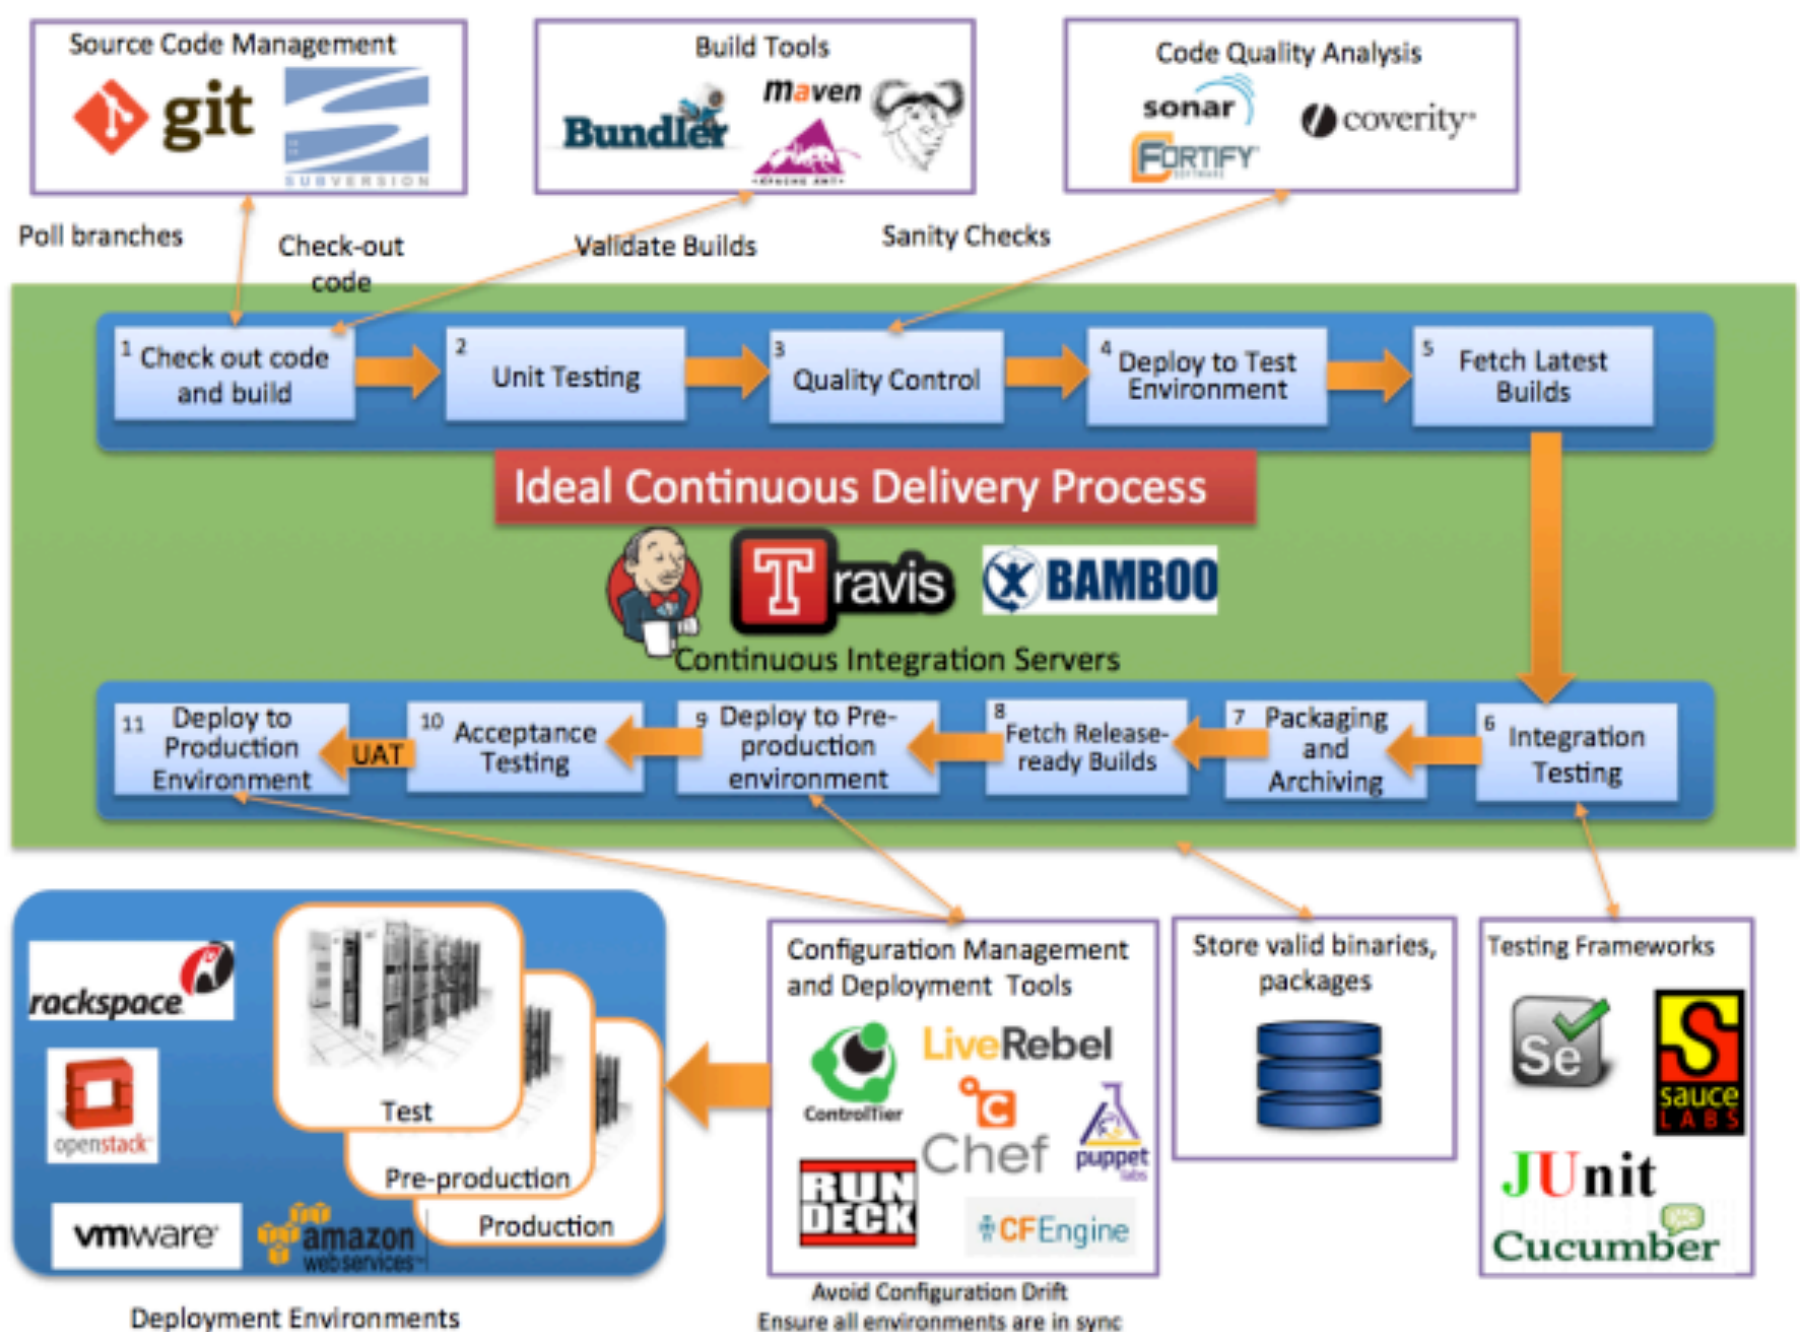 Source Code Management
git
SUBVERSION
Build Tools
Bundler
maven
APACHE ANT
Code Quality Analysis
sonar
coverity
FORTIFY
SOFTWARE
Poll branches
Check-out
code
Validate Builds
Sanity Checks
1 Check out code
and build
2
Unit Testing
3
Quality Control
4 Deploy to Test
Environment
5 Fetch Latest
Builds
Ideal Continuous Delivery Process
Travis
BAMBOO
Continuous Integration Servers
11 Deploy to
Production
Environment
UAT
10 Acceptance
Testing
9 Deploy to Pre-
production
environment
8
Fetch Release-
ready Builds
7 Packaging
and
Archiving
6 Integration
Testing
rackspace
openstack
vmware
amazon
webservices
Test
Pre-production
Production
Deployment Environments
Configuration Management
and Deployment Tools
ControlTier
LiveRebel
Chef
puppet
labs
RUN
DECK
CFEngine
Avoid Configuration Drift
Ensure all environments are in sync
Store valid binaries,
packages
Testing Frameworks
Se
sauce
LABS
JUnit
Cucumber